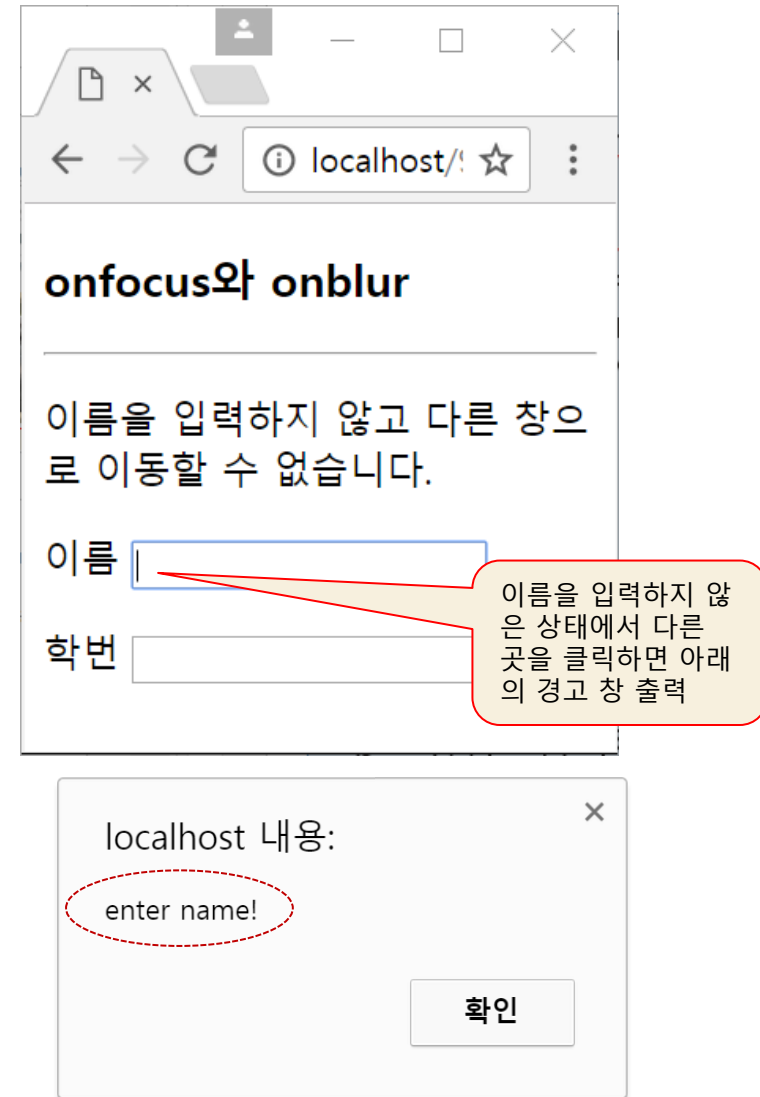 localhost/9
onfocus와 onblur
이름을 입력하지 않고 다른 창으
로 이동할 수 없습니다.
이름
이름을 입력하지 않
은 상태에서 다른
곳을 클릭하면 아래
의 경고 창 출력
학번
localhost 내용:
enter name!
확인